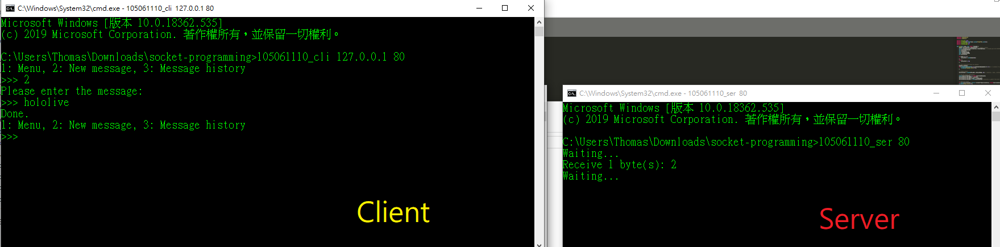 C:\Windows\System32\cmd.exe - 105061110_cli 127.0.0.1 80
Microsoft Windows [版本 10.0.18362.535]
(c) 2019 Microsoft Corporation. 著作權所有，並保留一切權利。
C:\Users\Thomas\Downloads\socket-programming>105061110_cli 127.0.0.1 80
1: Menu, 2: New message, 3: Message history
>>> 2
Please enter the message:
>>> hololive
Done.
1: Menu, 2: New message, 3: Message history
>>>
Client
C:\Windows\System32\cmd.exe - 105061110_ser 80
Microsoft Windows [版本 10.0.18362.535]
(c) 2019 Microsoft Corporation. 著作權所有，並保留一切權利。
C:\Users\Thomas\Downloads\socket-programming>105061110_ser 80
Waiting...
Receive 1 byte(s): 2
Waiting...
Server